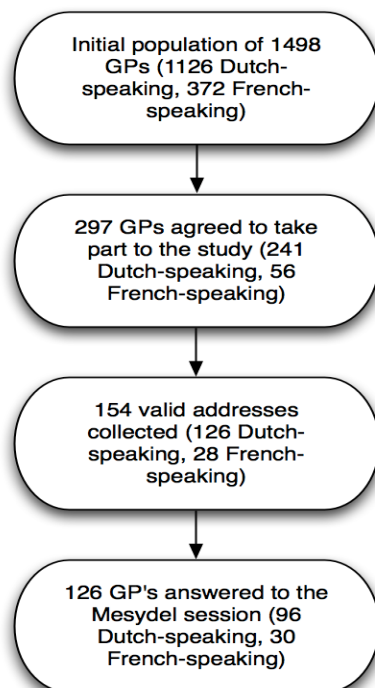 Initial population of 1498
GPs (1126 Dutch-
speaking, 372 French-
speaking)
297 GPs agreed to take
part to the study (241
Dutch-speaking, 56
French-speaking)
154 valid addresses
collected (126 Dutch-
speaking, 28 French-
speaking)
126 GP's answered to the
Mesydel session (96
Dutch-speaking, 30
French-speaking)